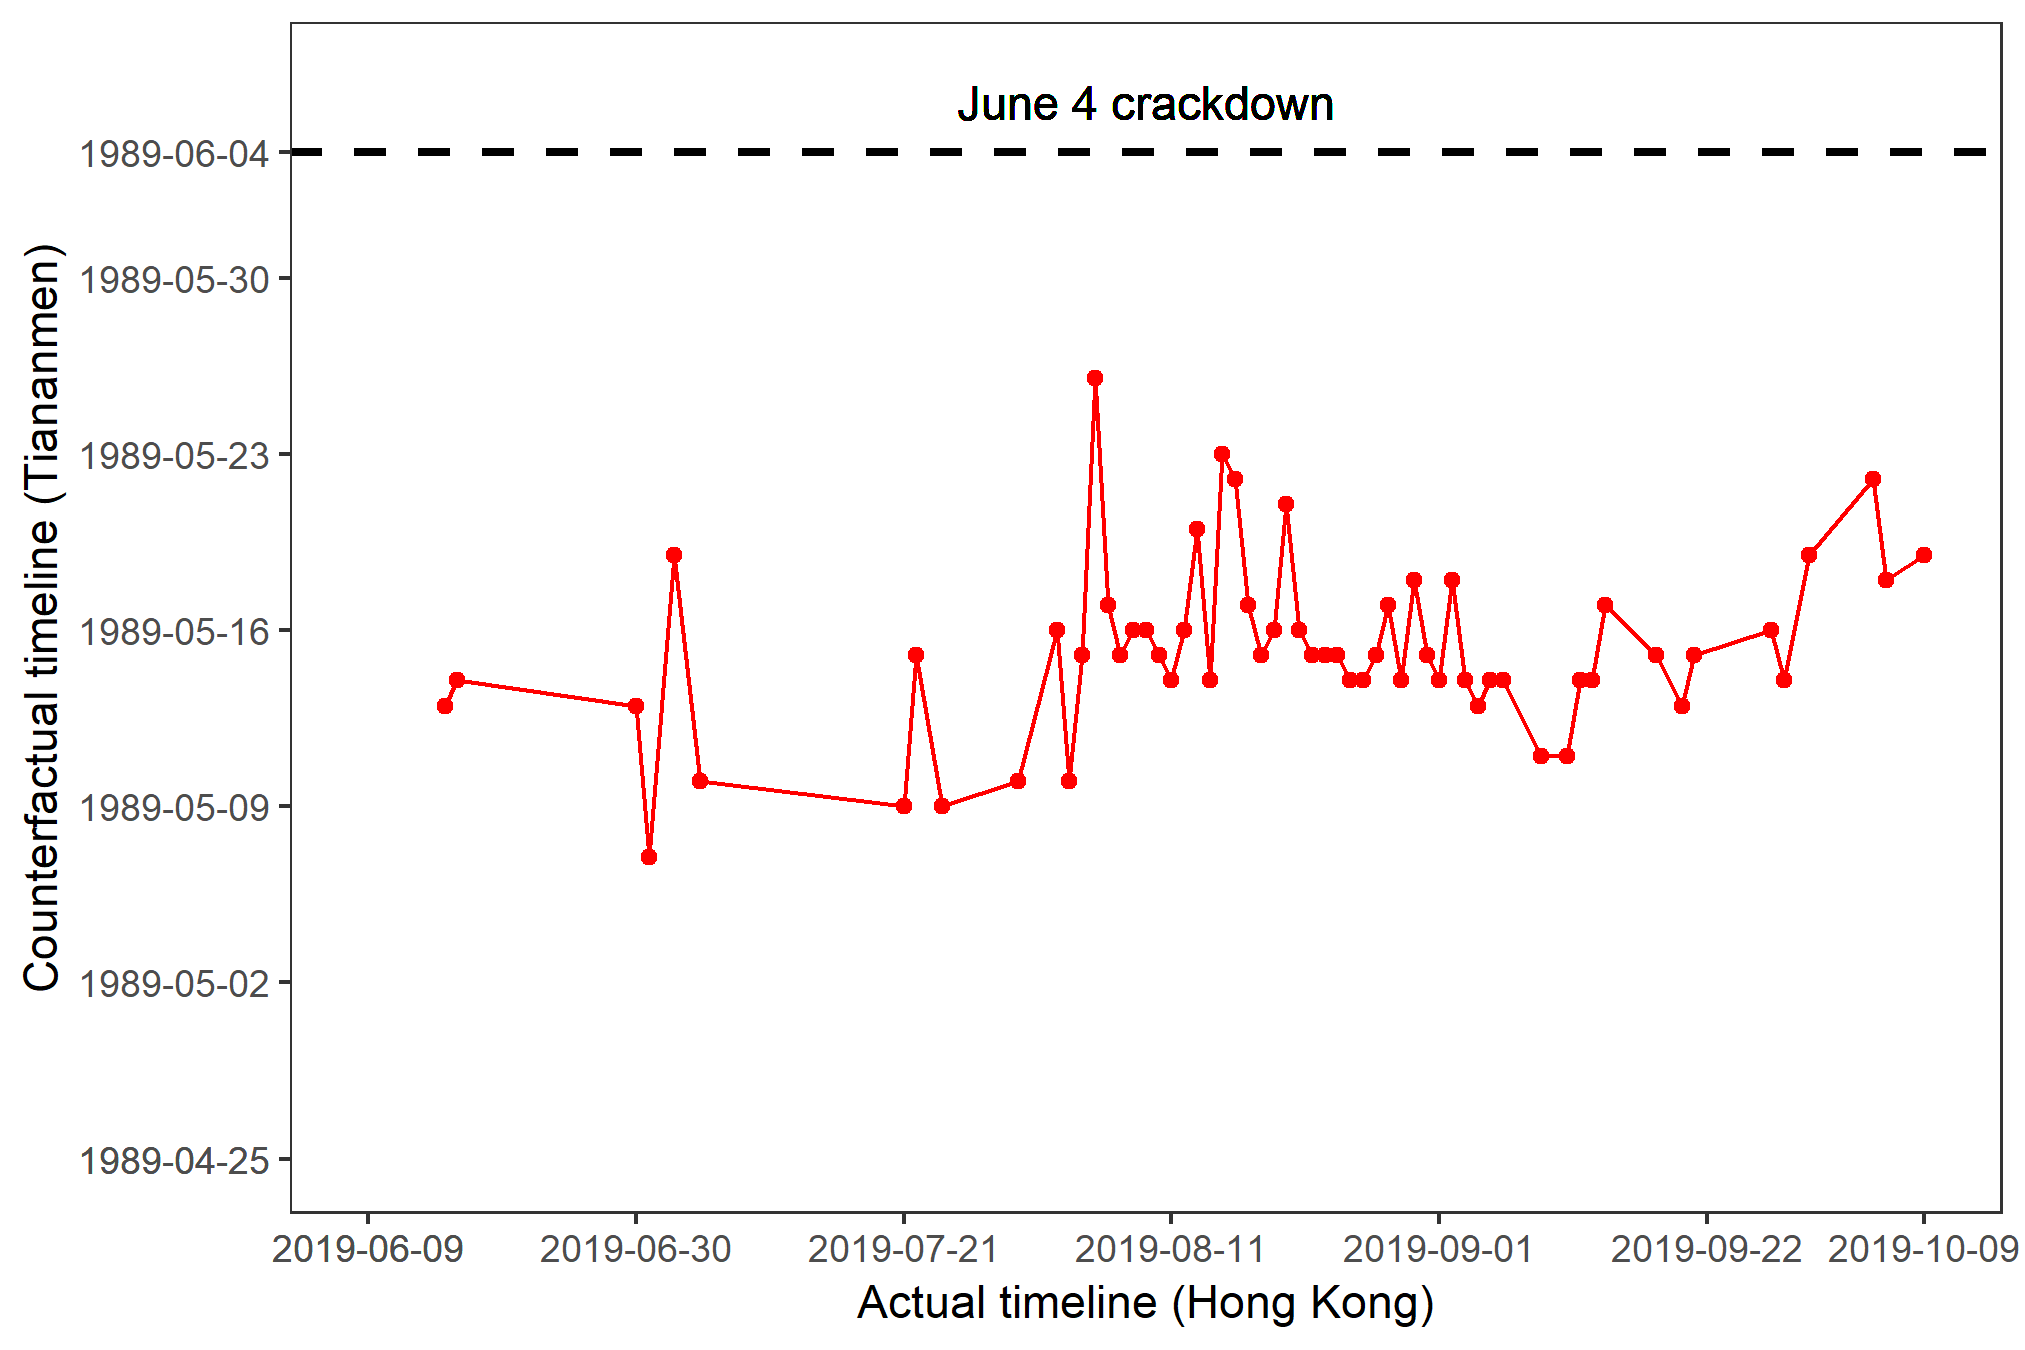 June 4 crackdown
1989-06-04
1989-05-30
1989-05-23
1989-05-16
1989-05-09
1989-05-02
1989-04-25
Counterfactual timeline (Tiananmen)
2019-06-09 2019-06-30 2019-07-21 2019-08-11 2019-09-01 2019-09-22 2019-10-09
Actual timeline (Hong Kong)